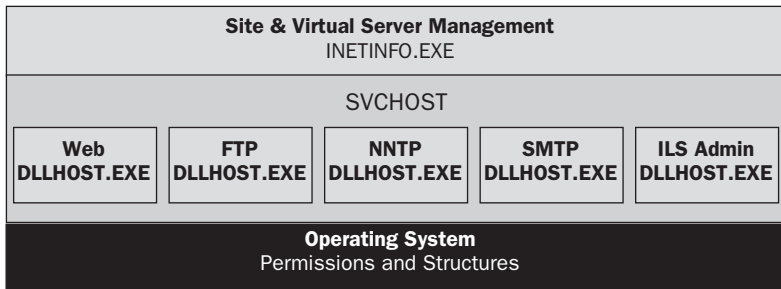 Site & Virtual Server Management
INETINFO.EXE
SVCHOST
Web
DLLHOST.EXE
FTP
DLLHOST.EXE
NNTP
DLLHOST.EXE
SMTP
DLLHOST.EXE
ILS Admin
DLLHOST.EXE
Operating System
Permissions and Structures